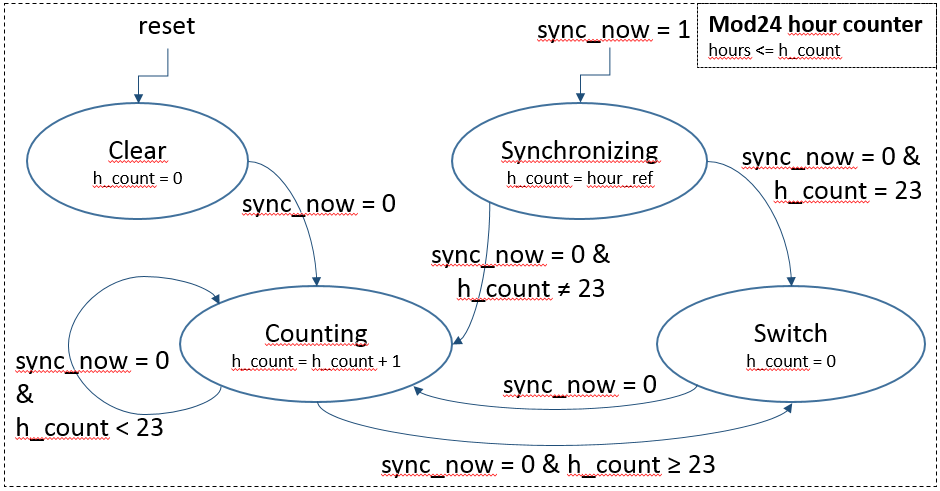 reset
sync_now = 1
Mod24 hour counter
hours <= h_count
Clear
h_count = 0
Synchronizing
h_count = hour_ref
sync_now = 0 &
h_count = 23
sync_now = 0
sync_now = 0 &
h_count ≠ 23
Counting
h_count = h_count + 1
Switch
h_count = 0
sync_now = 0
&
h_count < 23
sync_now = 0
sync_now = 0 & h_count ≥ 23